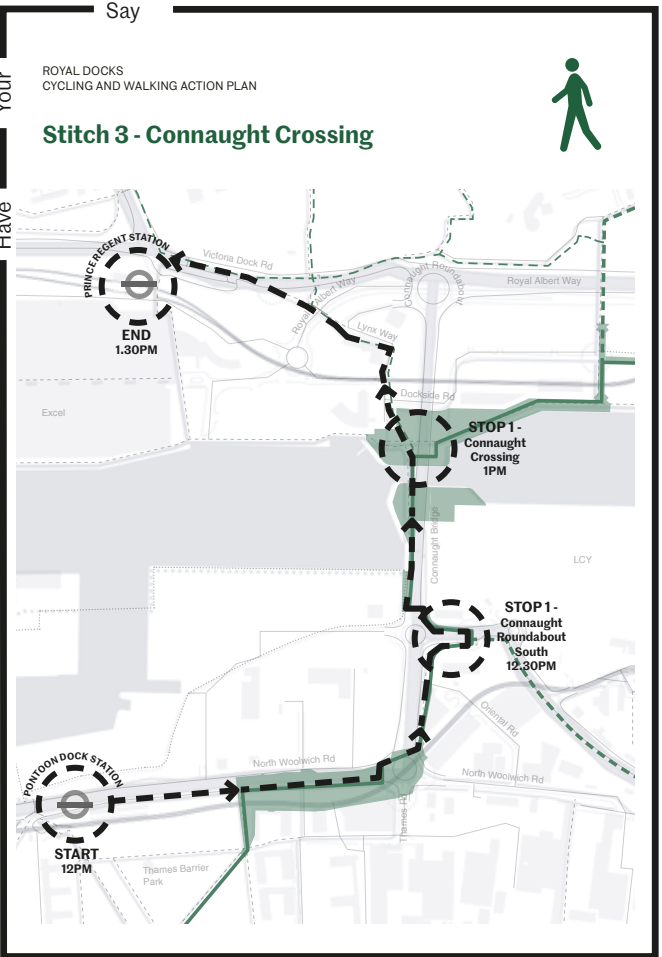 Say
Your
Have
ROYAL DOCKS
CYCLING AND WALKING ACTION PLAN
Stitch 3 - Connaught Crossing
PRINCE REGENT STATION
Victoria Dock Rd
Connaught Roundabout
Royal Albert Way
Royal Albert Way
END
1.30PM
Lynx Way
Dockside Rd
Excel
STOP 1 -
Connaught
Crossing
1PM
Connaught Bridge
LCY
STOP 1 -
Connaught
Roundabout
South
12.30PM
Oriental Rd
PONTOON DOCK STATION
North Woolwich Rd
North Woolwich Rd
Thames Rd
START
12PM
Thames Barrier
Park